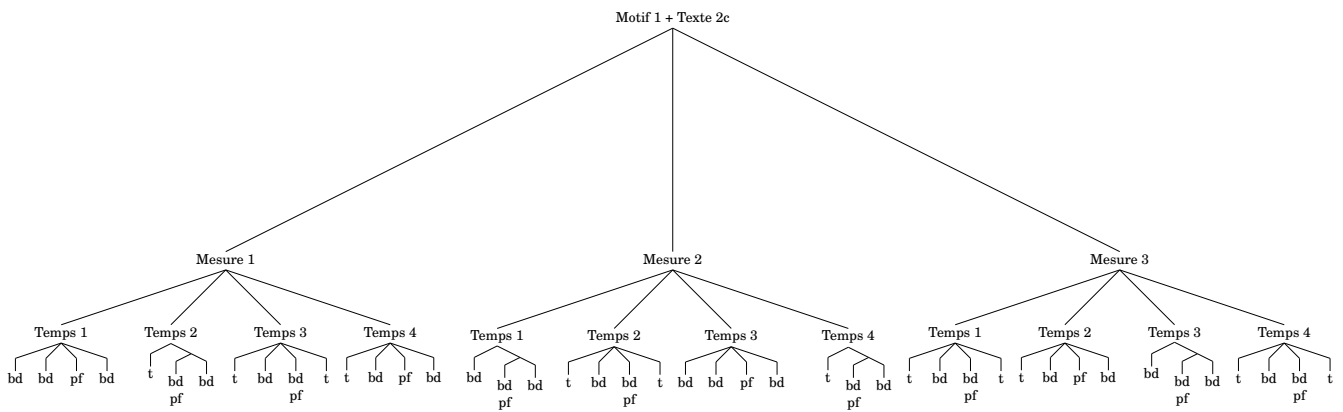 Motif 1 + Texte 2c
Mesure 1 Mesure 2 Mesure 3
Temps 1 Temps 2 Temps 3 Temps 4 Temps 1 Temps 2 Temps 3 Temps 4 Temps 1 Temps 2 Temps 3 Temps 4
bd bd pf bd t bd bd t bd bd t t bd pf bd bd bd bd t bd bd t bd bd pf bd t bd bd t bd bd t t bd pf bd bd bd bd t bd bd t
pf pf pf pf pf pf pf pf